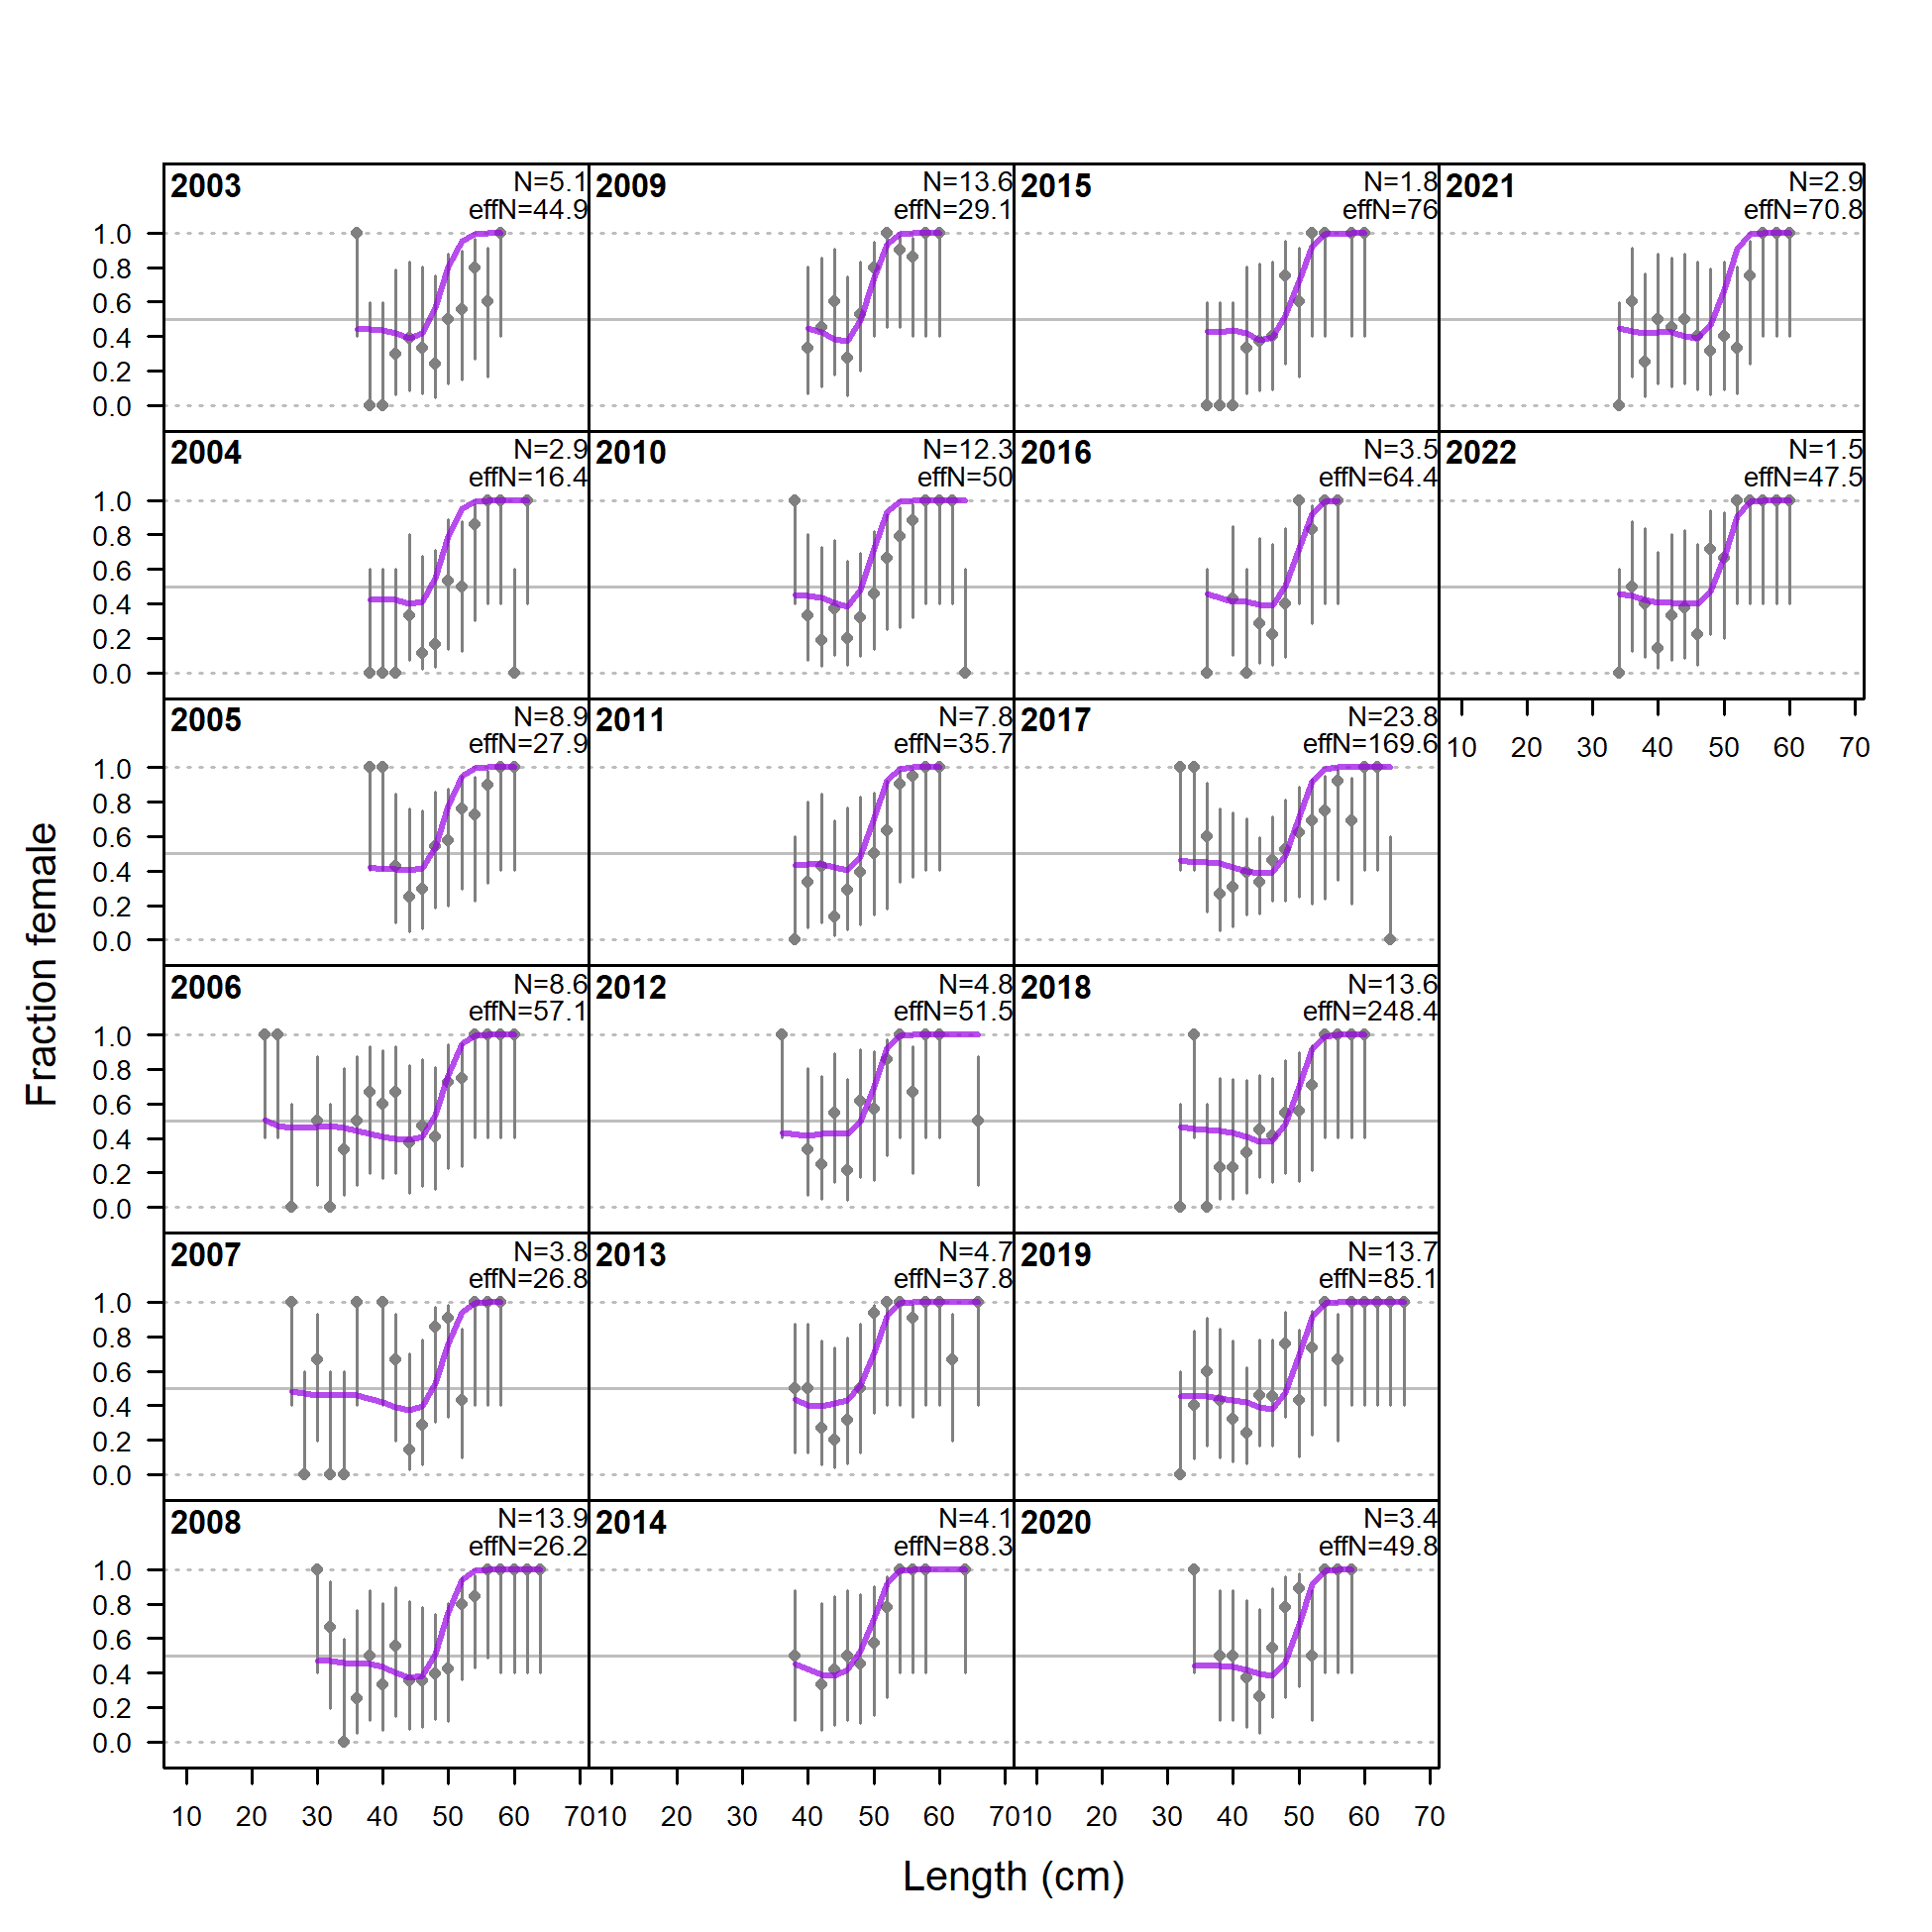 2003 N=5.1 2009 N=13.6 2015 N=1.8 2021 N=2.9
effN=44.9 effN=29.1 effN=76 effN=70.8
1.0
0.8
0.6
0.4
0.2
0.0
2004 N=2.9 2010 N=12.3 2016 N=3.5 2022 N=1.5
effN=16.4 effN=50 effN=64.4 effN=47.5
1.0
0.8
0.6
0.4
0.2
0.0
2005 N=8.9 2011 N=7.8 2017 N=23.8
effN=27.9 effN=35.7 effN=169.6 10 20 30 40 50 60 70
1.0
0.8
0.6
0.4
0.2
0.0
Fraction female
2006 N=8.6 2012 N=4.8 2018 N=13.6
effN=57.1 effN=51.5 effN=248.4
1.0
0.8
0.6
0.4
0.2
0.0
2007 N=3.8 2013 N=4.7 2019 N=13.7
effN=26.8 effN=37.8 effN=85.1
1.0
0.8
0.6
0.4
0.2
0.0
2008 N=13.9 2014 N=4.1 2020 N=3.4
effN=26.2 effN=88.3 effN=49.8
1.0
0.8
0.6
0.4
0.2
0.0
10 20 30 40 50 60 70 10 20 30 40 50 60 70 10 20 30 40 50 60 70
Length (cm)